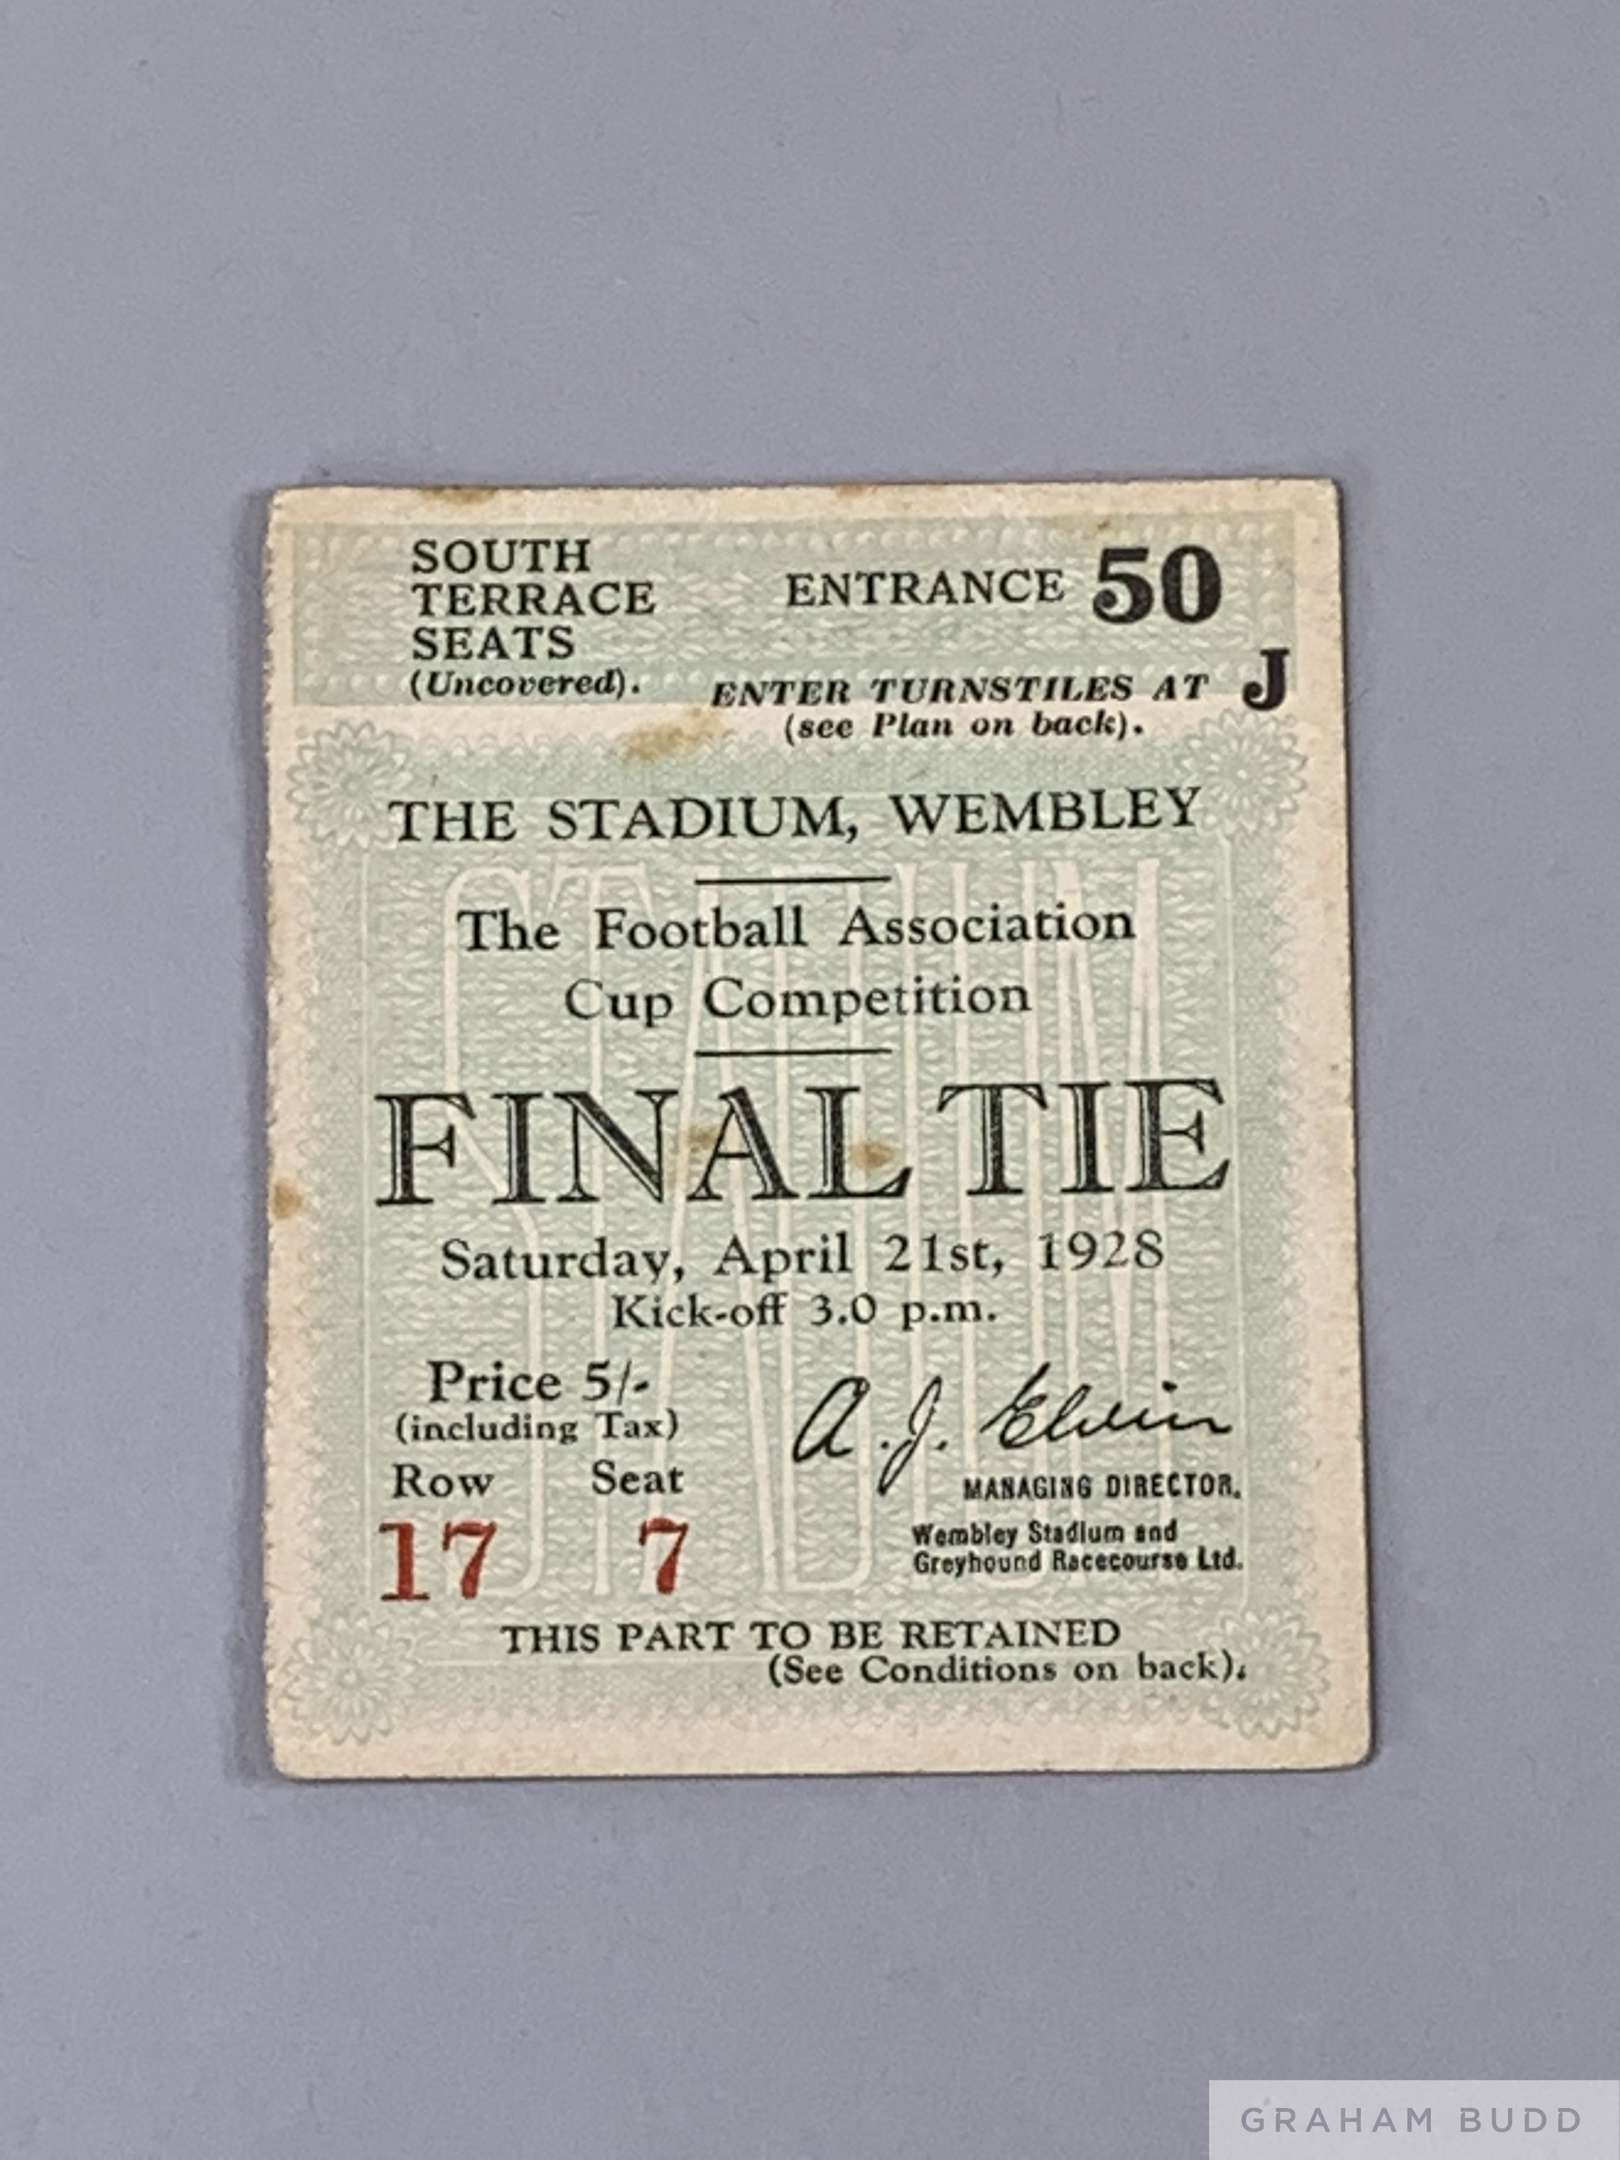 SOUTH
TERRACE
SEATS
(Uncovered).
ENTRANCE 50
ENTER TURNSTILES AT J
(see Plan on back).
THE STADIUM, WEMBLEY
The Football Association
Cup Competition
FINAL TIE
Saturday, April 21st, 1928
Kick-off 3.0 p.m.
Price 5/-
(including Tax)
Row Seat
17 7
A. J. Elvin
MANAGING DIRECTOR.
Wembley Stadium and
Greyhound Racecourse Ltd.
THIS PART TO BE RETAINED
(See Conditions on back).
STADIUM
GRAHAM BUDD